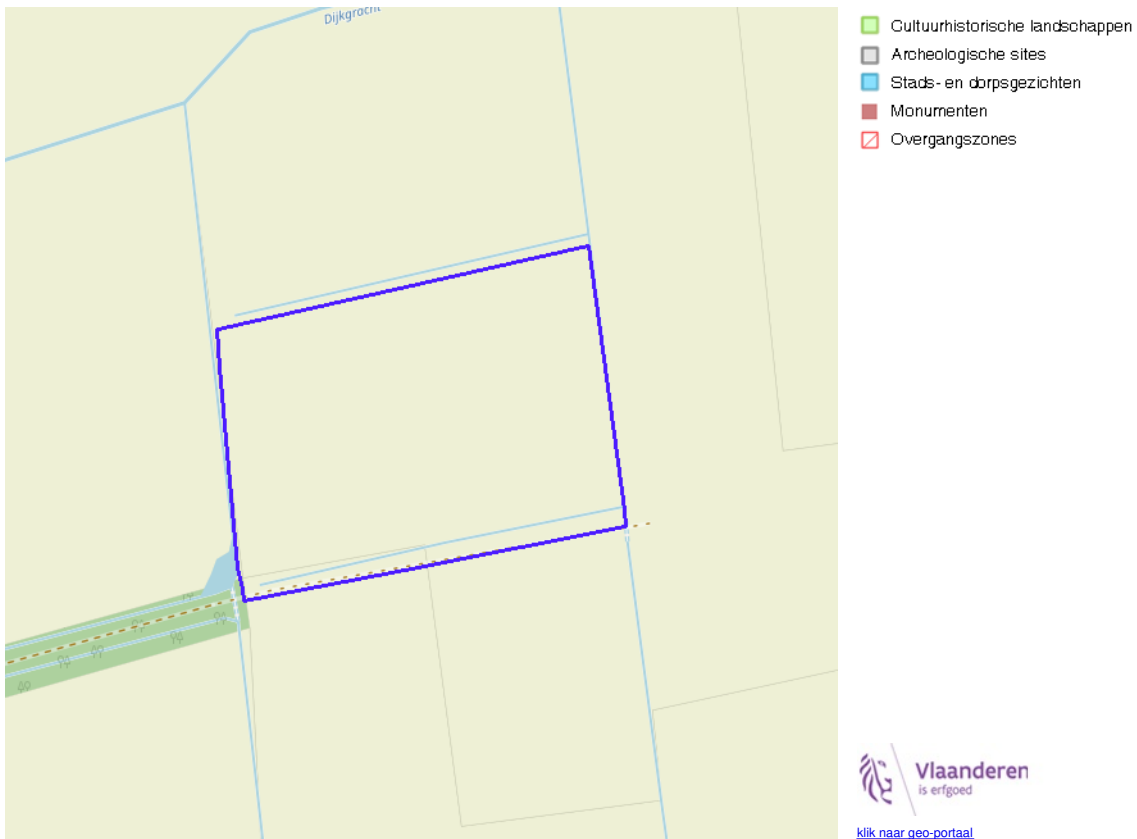 Dijkgracht
Cultuurhistorische landschappen
Archeologische sites
Stads- en dorpsgezichten
Monumenten
Overgangszones
Vlaanderen
is erfgoed
klik naar geo-portaal